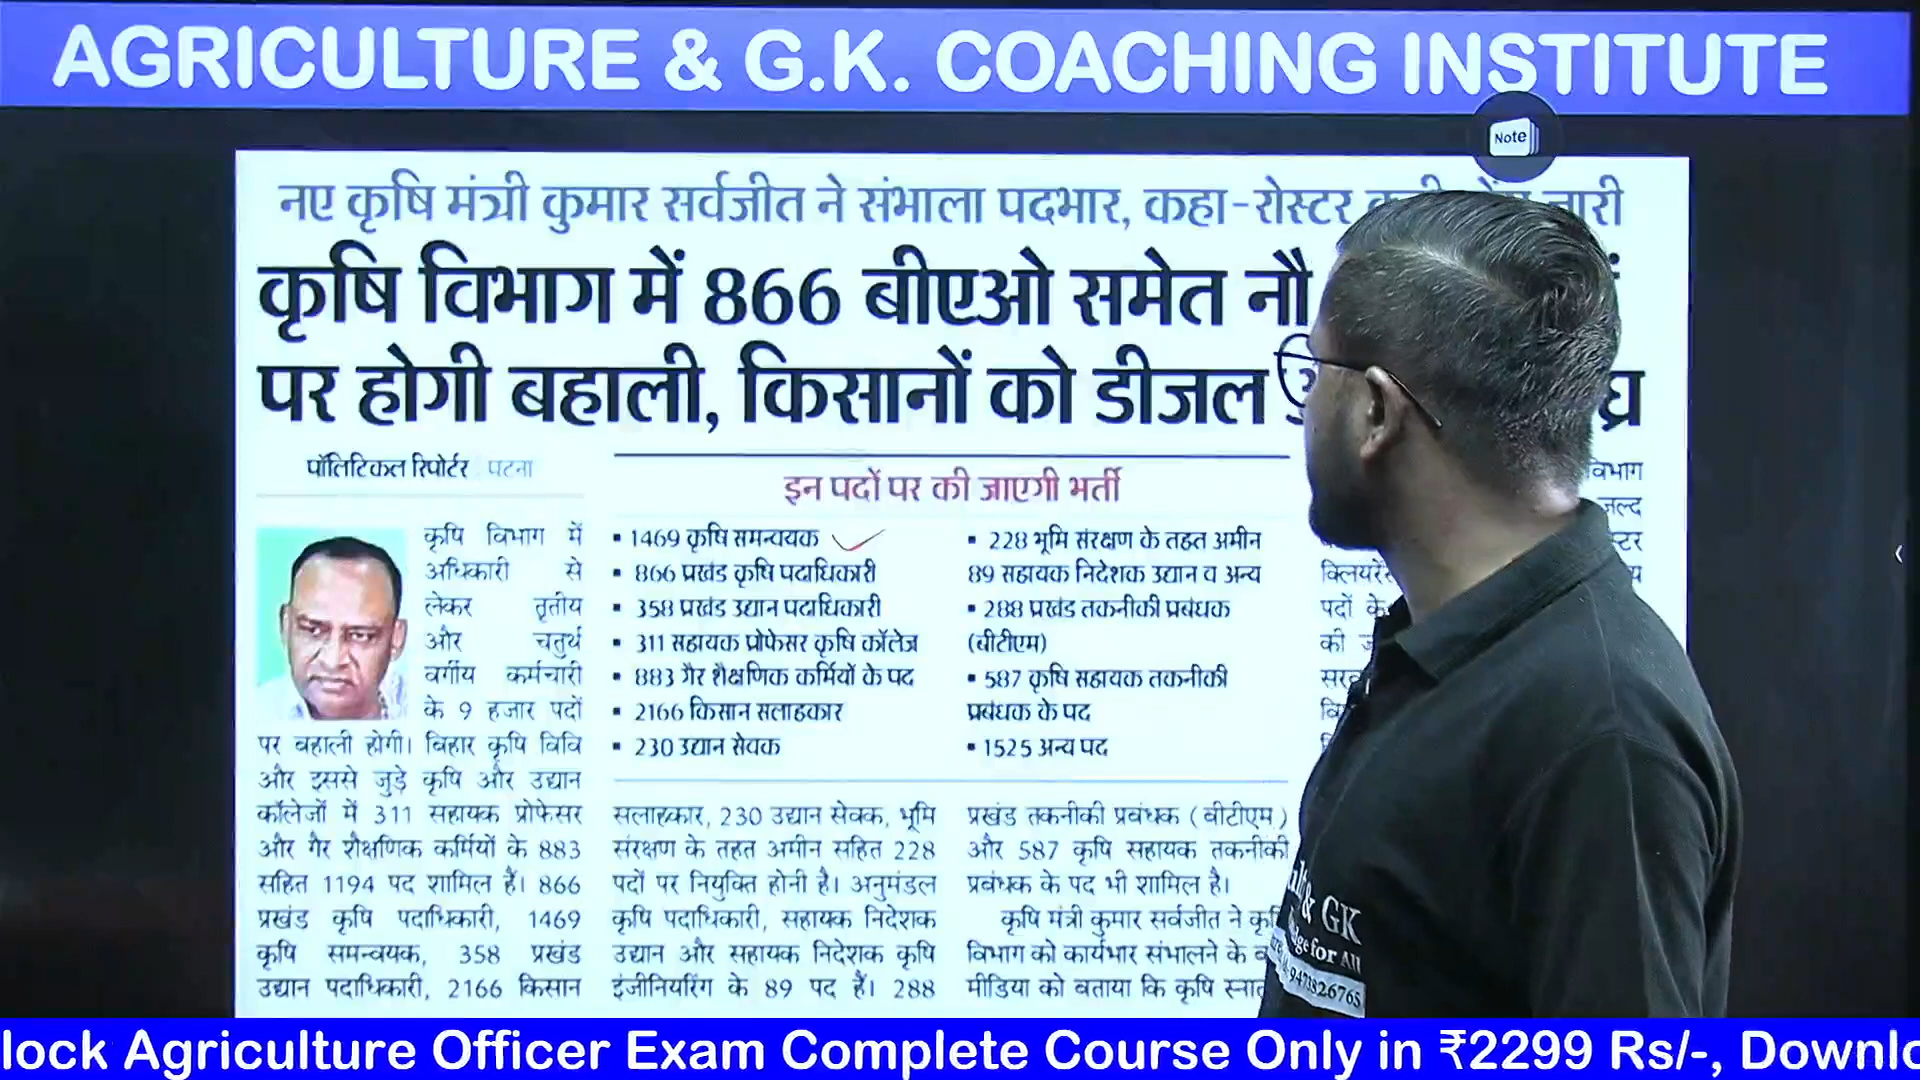 AGRICULTURE & G.K. COACHING INSTITUTE
Note
नए कृषि मंत्री कुमार सर्वजीत ने संभाला पदभार, कहा-रोस्टर जारी
कृषि विभाग में 866 बीएओ समेत नौ
पर होगी बहाली, किसानों को डीजल
पॉलिटिकल रिपोर्टर पटना
कृषि विभाग में
अधिकारी से
लेकर तृतीय
और चतुर्थ
वर्गीय कर्मचारी
के 9 हजार पदों
पर बहाली होगी। बिहार कृषि विवि
और इससे जुड़े कृषि और उद्यान
कॉलेजों में 311 सहायक प्रोफेसर
और गैर शैक्षणिक कर्मियों के 883
सहित 1194 पद शामिल हैं। 866
प्रखंड कृषि पदाधिकारी, 1469
कृषि समन्वयक, 358 प्रखंड
उद्यान पदाधिकारी, 2166 किसान
इन पदों पर की जाएगी भर्ती
▪ 1469 कृषि समन्वयक
▪ 866 प्रखंड कृषि पदाधिकारी
▪ 358 प्रखंड उद्यान पदाधिकारी
▪ 311 सहायक प्रोफेसर कृषि कॉलेज
▪ 883 गैर शैक्षणिक कर्मियों के पद
▪ 2166 किसान सलाहकार
▪ 230 उद्यान सेवक
▪ 228 भूमि संरक्षण के तहत अमीन
89 सहायक निदेशक उद्यान व अन्य
▪ 288 प्रखंड तकनीकी प्रबंधक
(बीटीएम)
▪ 587 कृषि सहायक तकनीकी
प्रबंधक के पद
▪ 1525 अन्य पद
सलाहकार, 230 उद्यान सेवक, भूमि
संरक्षण के तहत अमीन सहित 228
पदों पर नियुक्ति होनी है। अनुमंडल
कृषि पदाधिकारी, सहायक निदेशक
उद्यान और सहायक निदेशक कृषि
इंजीनियरिंग के 89 पद हैं। 288
प्रखंड तकनीकी प्रबंधक (बीटीएम)
और 587 कृषि सहायक तकनीकी
प्रबंधक के पद भी शामिल है।
कृषि मंत्री कुमार सर्वजीत ने
विभाग को कार्यभार संभालने के
मीडिया को बताया कि कृषि
विभाग
जल्द
पदों के
की
& GK
for All
lock Agriculture Officer Exam Complete Course Only in ₹2299 Rs/-, Downlo